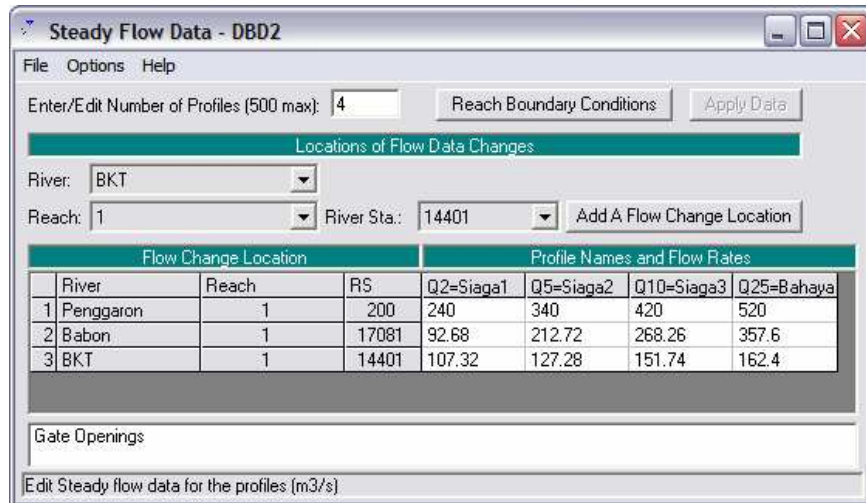 Steady Flow Data - DBD2
File Options Help
Enter/Edit Number of Profiles (500 max): 4 Reach Boundary Conditions Apply Data
Locations of Flow Data Changes
River: BKT
Reach: 1 River Sta.: 14401 Add A Flow Change Location
Flow Change Location Profile Names and Flow Rates
River Reach RS Q2=Siaga1 Q5=Siaga2 Q10=Siaga3 Q25=Bahaya
1 Penggaron 1 200 240 340 420 520
2 Babon 1 17081 92.68 212.72 268.26 357.6
3 BKT 1 14401 107.32 127.28 151.74 162.4
Gate Openings
Edit Steady flow data for the profiles (m3/s)